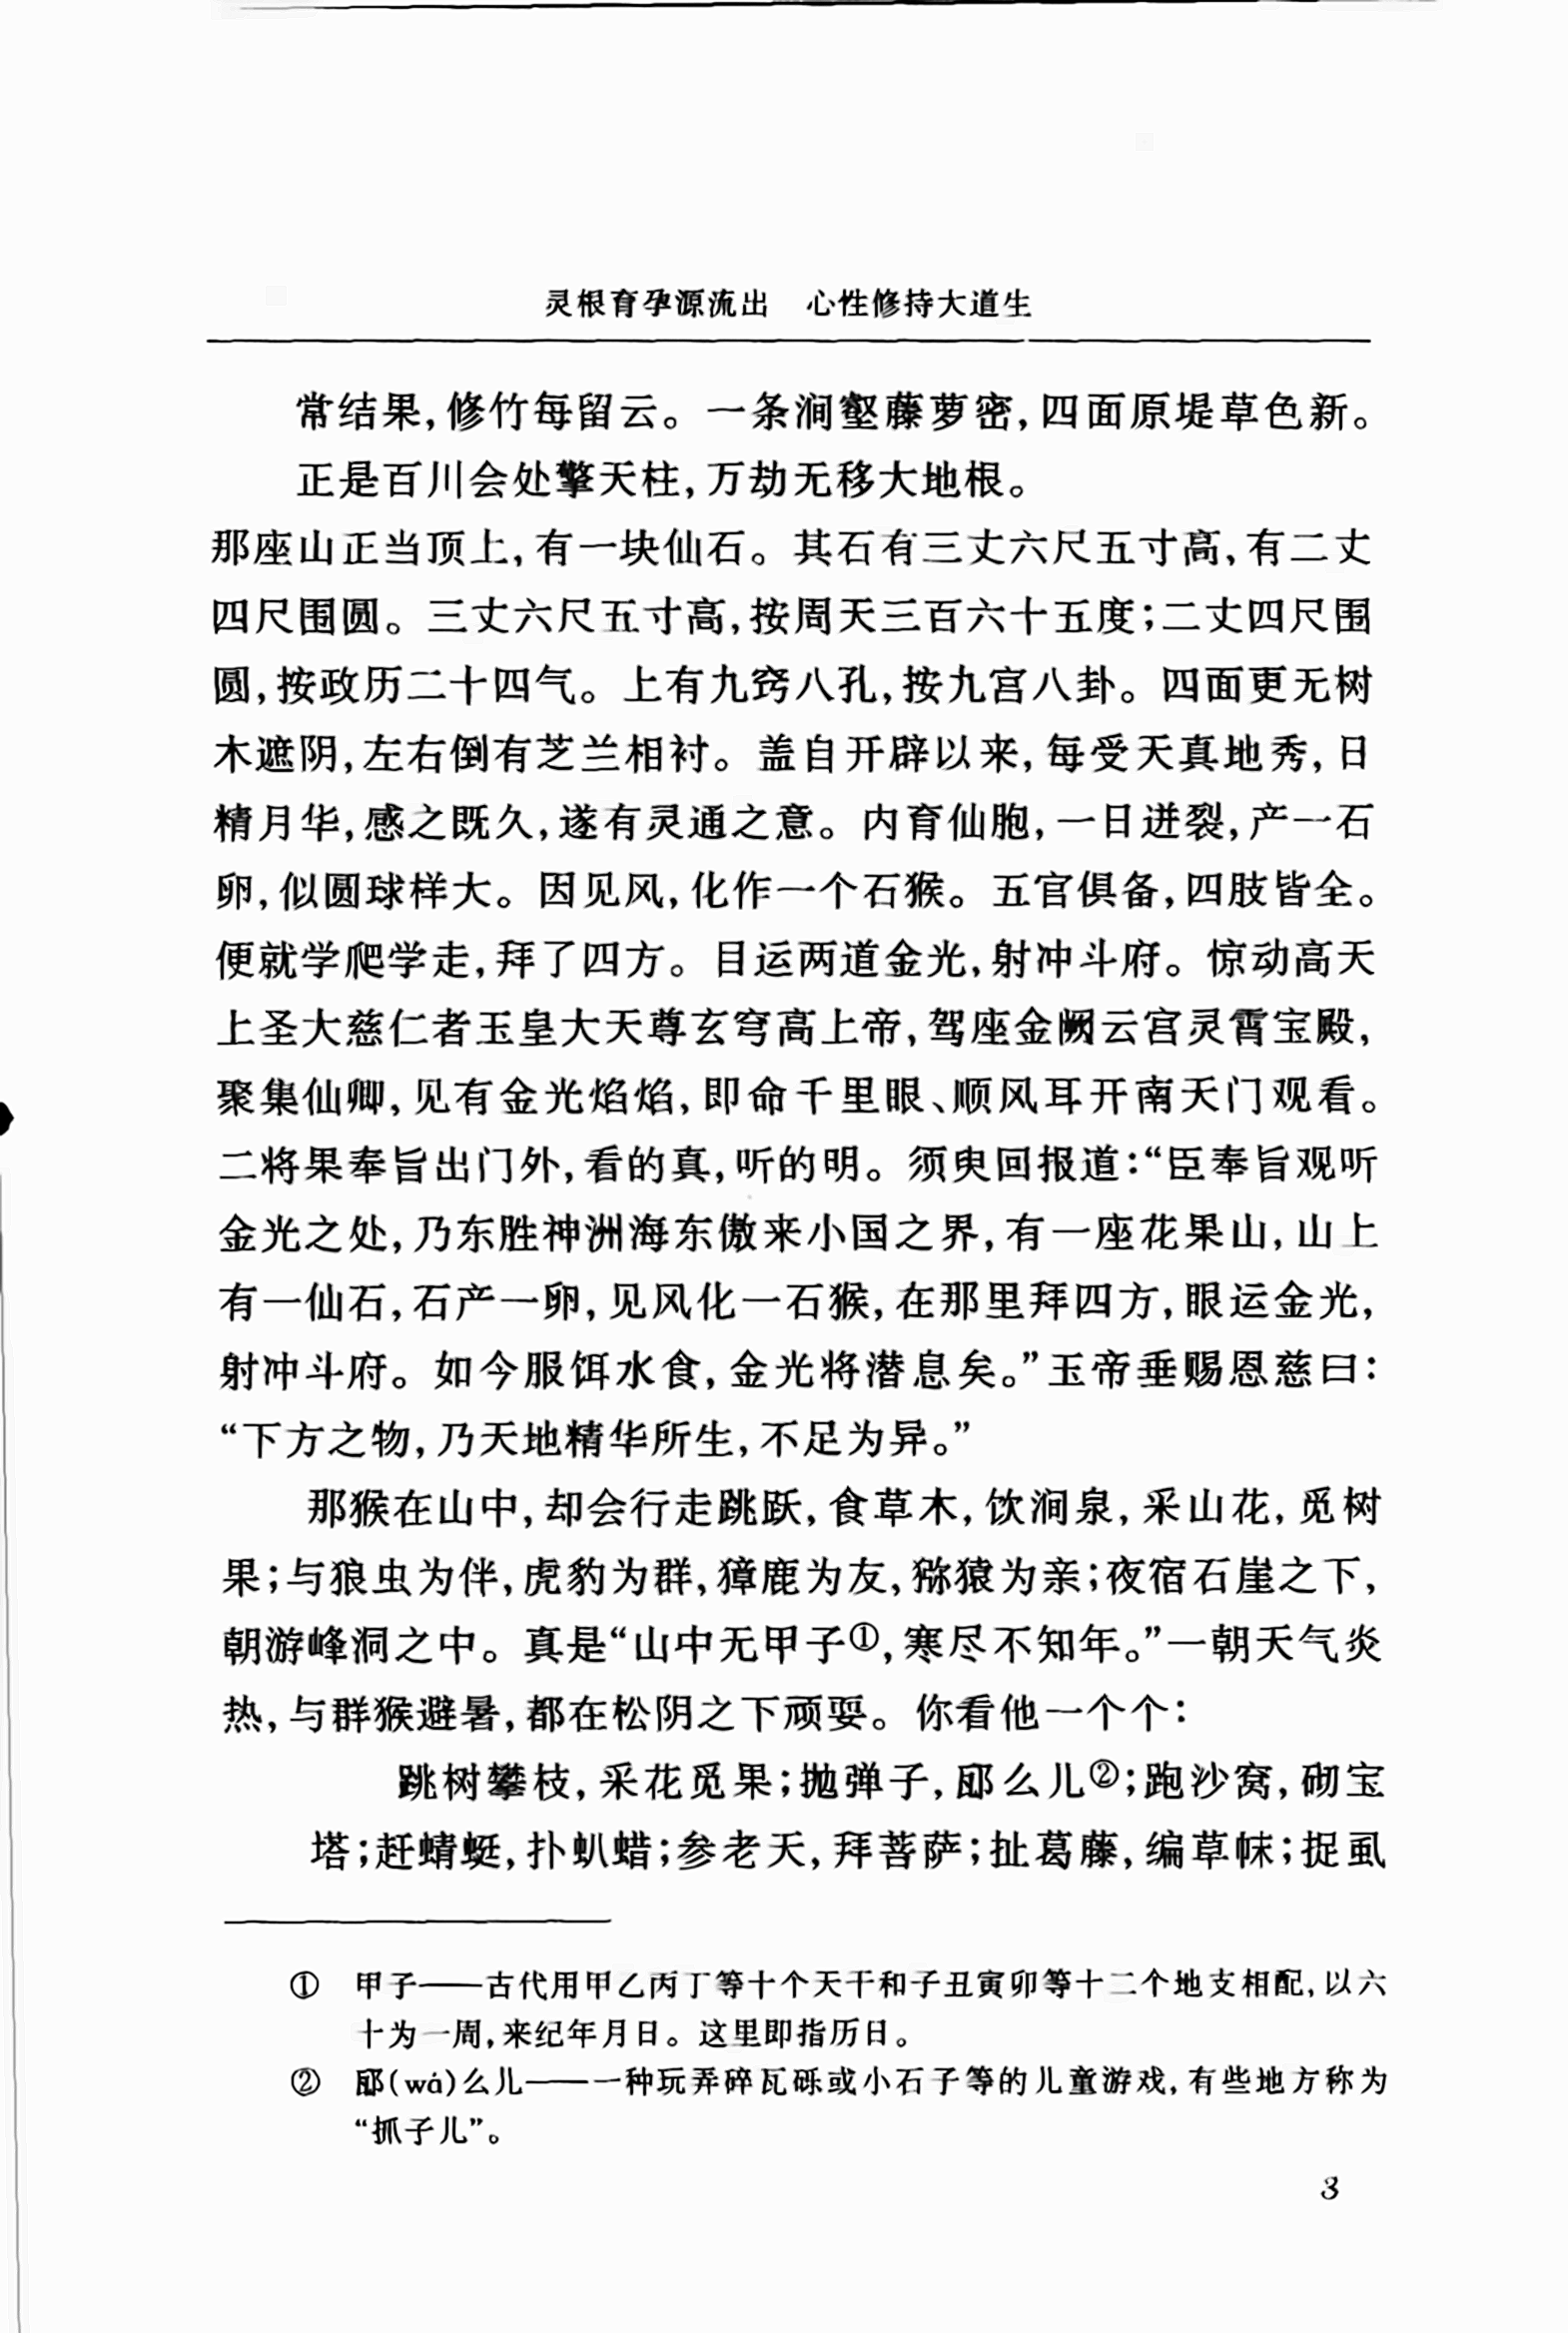 灵根育孕源流出　心性修持大道生
常结果，修竹每留云。一条涧壑藤萝密，四面原堤草色新。
正是百川会处擎天柱，万劫无移大地根。
那座山正当顶上，有一块仙石。其石有三丈六尺五寸高，有二丈
四尺围圆。三丈六尺五寸高，按周天三百六十五度；二丈四尺围
圆，按政历二十四气。上有九窍八孔，按九宫八卦。四面更无树
木遮阴，左右倒有芝兰相衬。盖自开辟以来，每受天真地秀，日
精月华，感之既久，遂有灵通之意。内育仙胞，一日迸裂，产一石
卵，似圆球样大。因见风，化作一个石猴。五官俱备，四肢皆全。
便就学爬学走，拜了四方。目运两道金光，射冲斗府。惊动高天
上圣大慈仁者玉皇大天尊玄穹高上帝，驾座金阙云宫灵霄宝殿，
聚集仙卿，见有金光焰焰，即命千里眼、顺风耳开南天门观看。
二将果奉旨出门外，看的真，听的明。须臾回报道：“臣奉旨观听
金光之处，乃东胜神洲海东傲来小国之界，有一座花果山，山上
有一仙石，石产一卵，见风化一石猴，在那里拜四方，眼运金光，
射冲斗府。如今服饵水食，金光将潜息矣。”玉帝垂赐恩慈曰：
“下方之物，乃天地精华所生，不足为异。”
那猴在山中，却会行走跳跃，食草木，饮涧泉，采山花，觅树
果；与狼虫为伴，虎豹为群，獐鹿为友，猕猿为亲；夜宿石崖之下，
朝游峰洞之中。真是“山中无甲子①，寒尽不知年。”一朝天气炎
热，与群猴避暑，都在松阴之下顽耍。你看他一个个：
跳树攀枝，采花觅果；抛弹子，邷么儿②；跑沙窝，砌宝
塔；赶蜻蜓，扑𧈢蜡；参老天，拜菩萨；扯葛藤，编草帓；捉虱
①　甲子——古代用甲乙丙丁等十个天干和子丑寅卯等十二个地支相配，以六
十为一周，来纪年月日。这里即指历日。
②　邷(wǎ)么儿——一种玩弄碎瓦砾或小石子等的儿童游戏，有些地方称为
“抓子儿”。
3